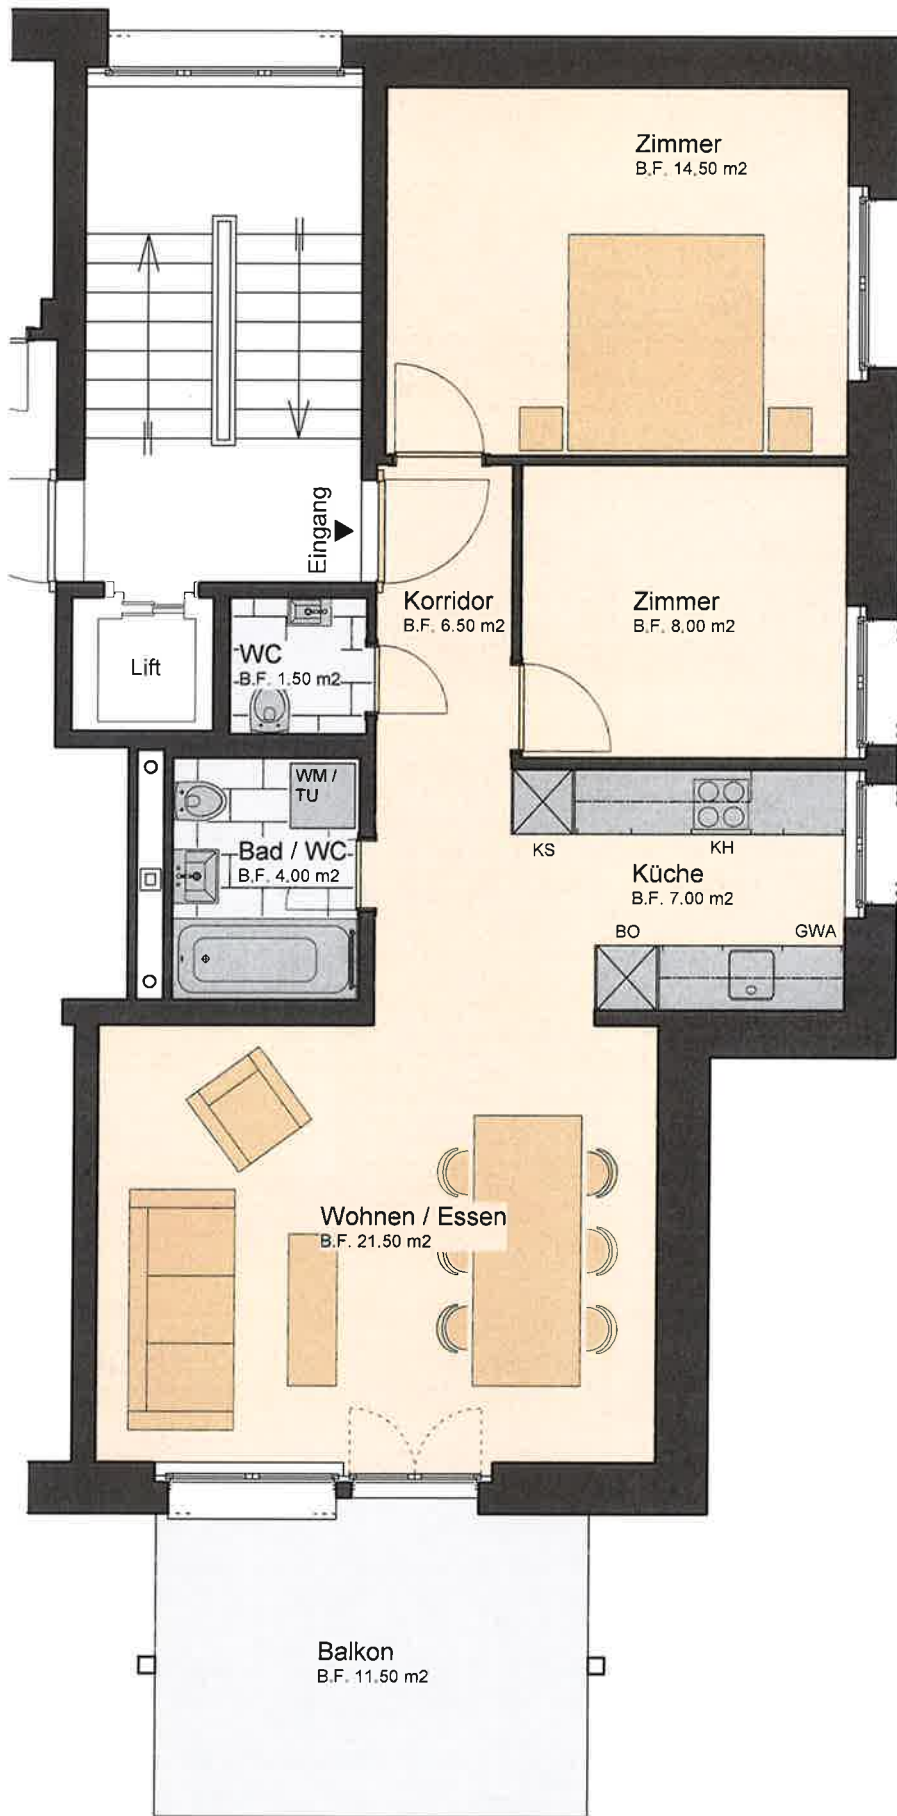 Zimmer
B.F. 14.50 m2
Eingang
Korridor
B.F. 6.50 m2
Zimmer
B.F. 8.00 m2
Lift
WC
B.F. 1.50 m2
WM /
TU
Bad / WC
B.F. 4.00 m2
KS
KH
Küche
B.F. 7.00 m2
BO
GWA
Wohnen / Essen
B.F. 21.50 m2
Balkon
B.F. 11.50 m2